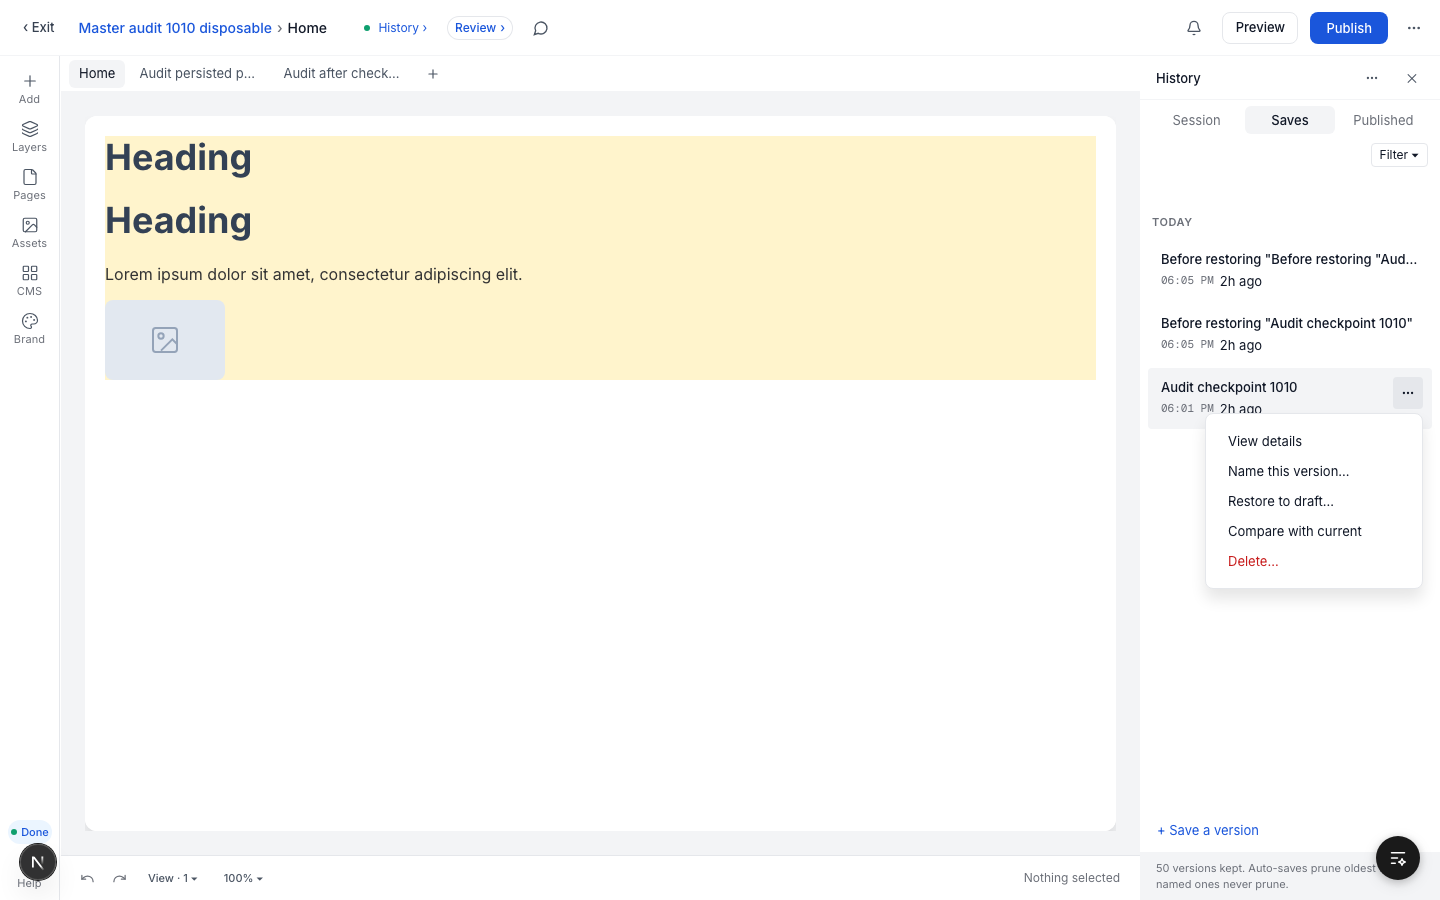 ‹ Exit
Master audit 1010 disposable › Home
History ›
Review ›
Preview
Publish
Add
Layers
Pages
Assets
CMS
Brand
Done
N
Help
Home
Audit persisted p...
Audit after check...
Heading
Heading
Lorem ipsum dolor sit amet, consectetur adipiscing elit.
View · 1
100%
Nothing selected
History
Session
Saves
Published
Filter
TODAY
Before restoring "Before restoring "Aud...
06:05 PM 2h ago
Before restoring "Audit checkpoint 1010"
06:05 PM 2h ago
Audit checkpoint 1010
06:01 PM 2h ago
View details
Name this version...
Restore to draft...
Compare with current
Delete...
+ Save a version
50 versions kept. Auto-saves prune oldest
named ones never prune.